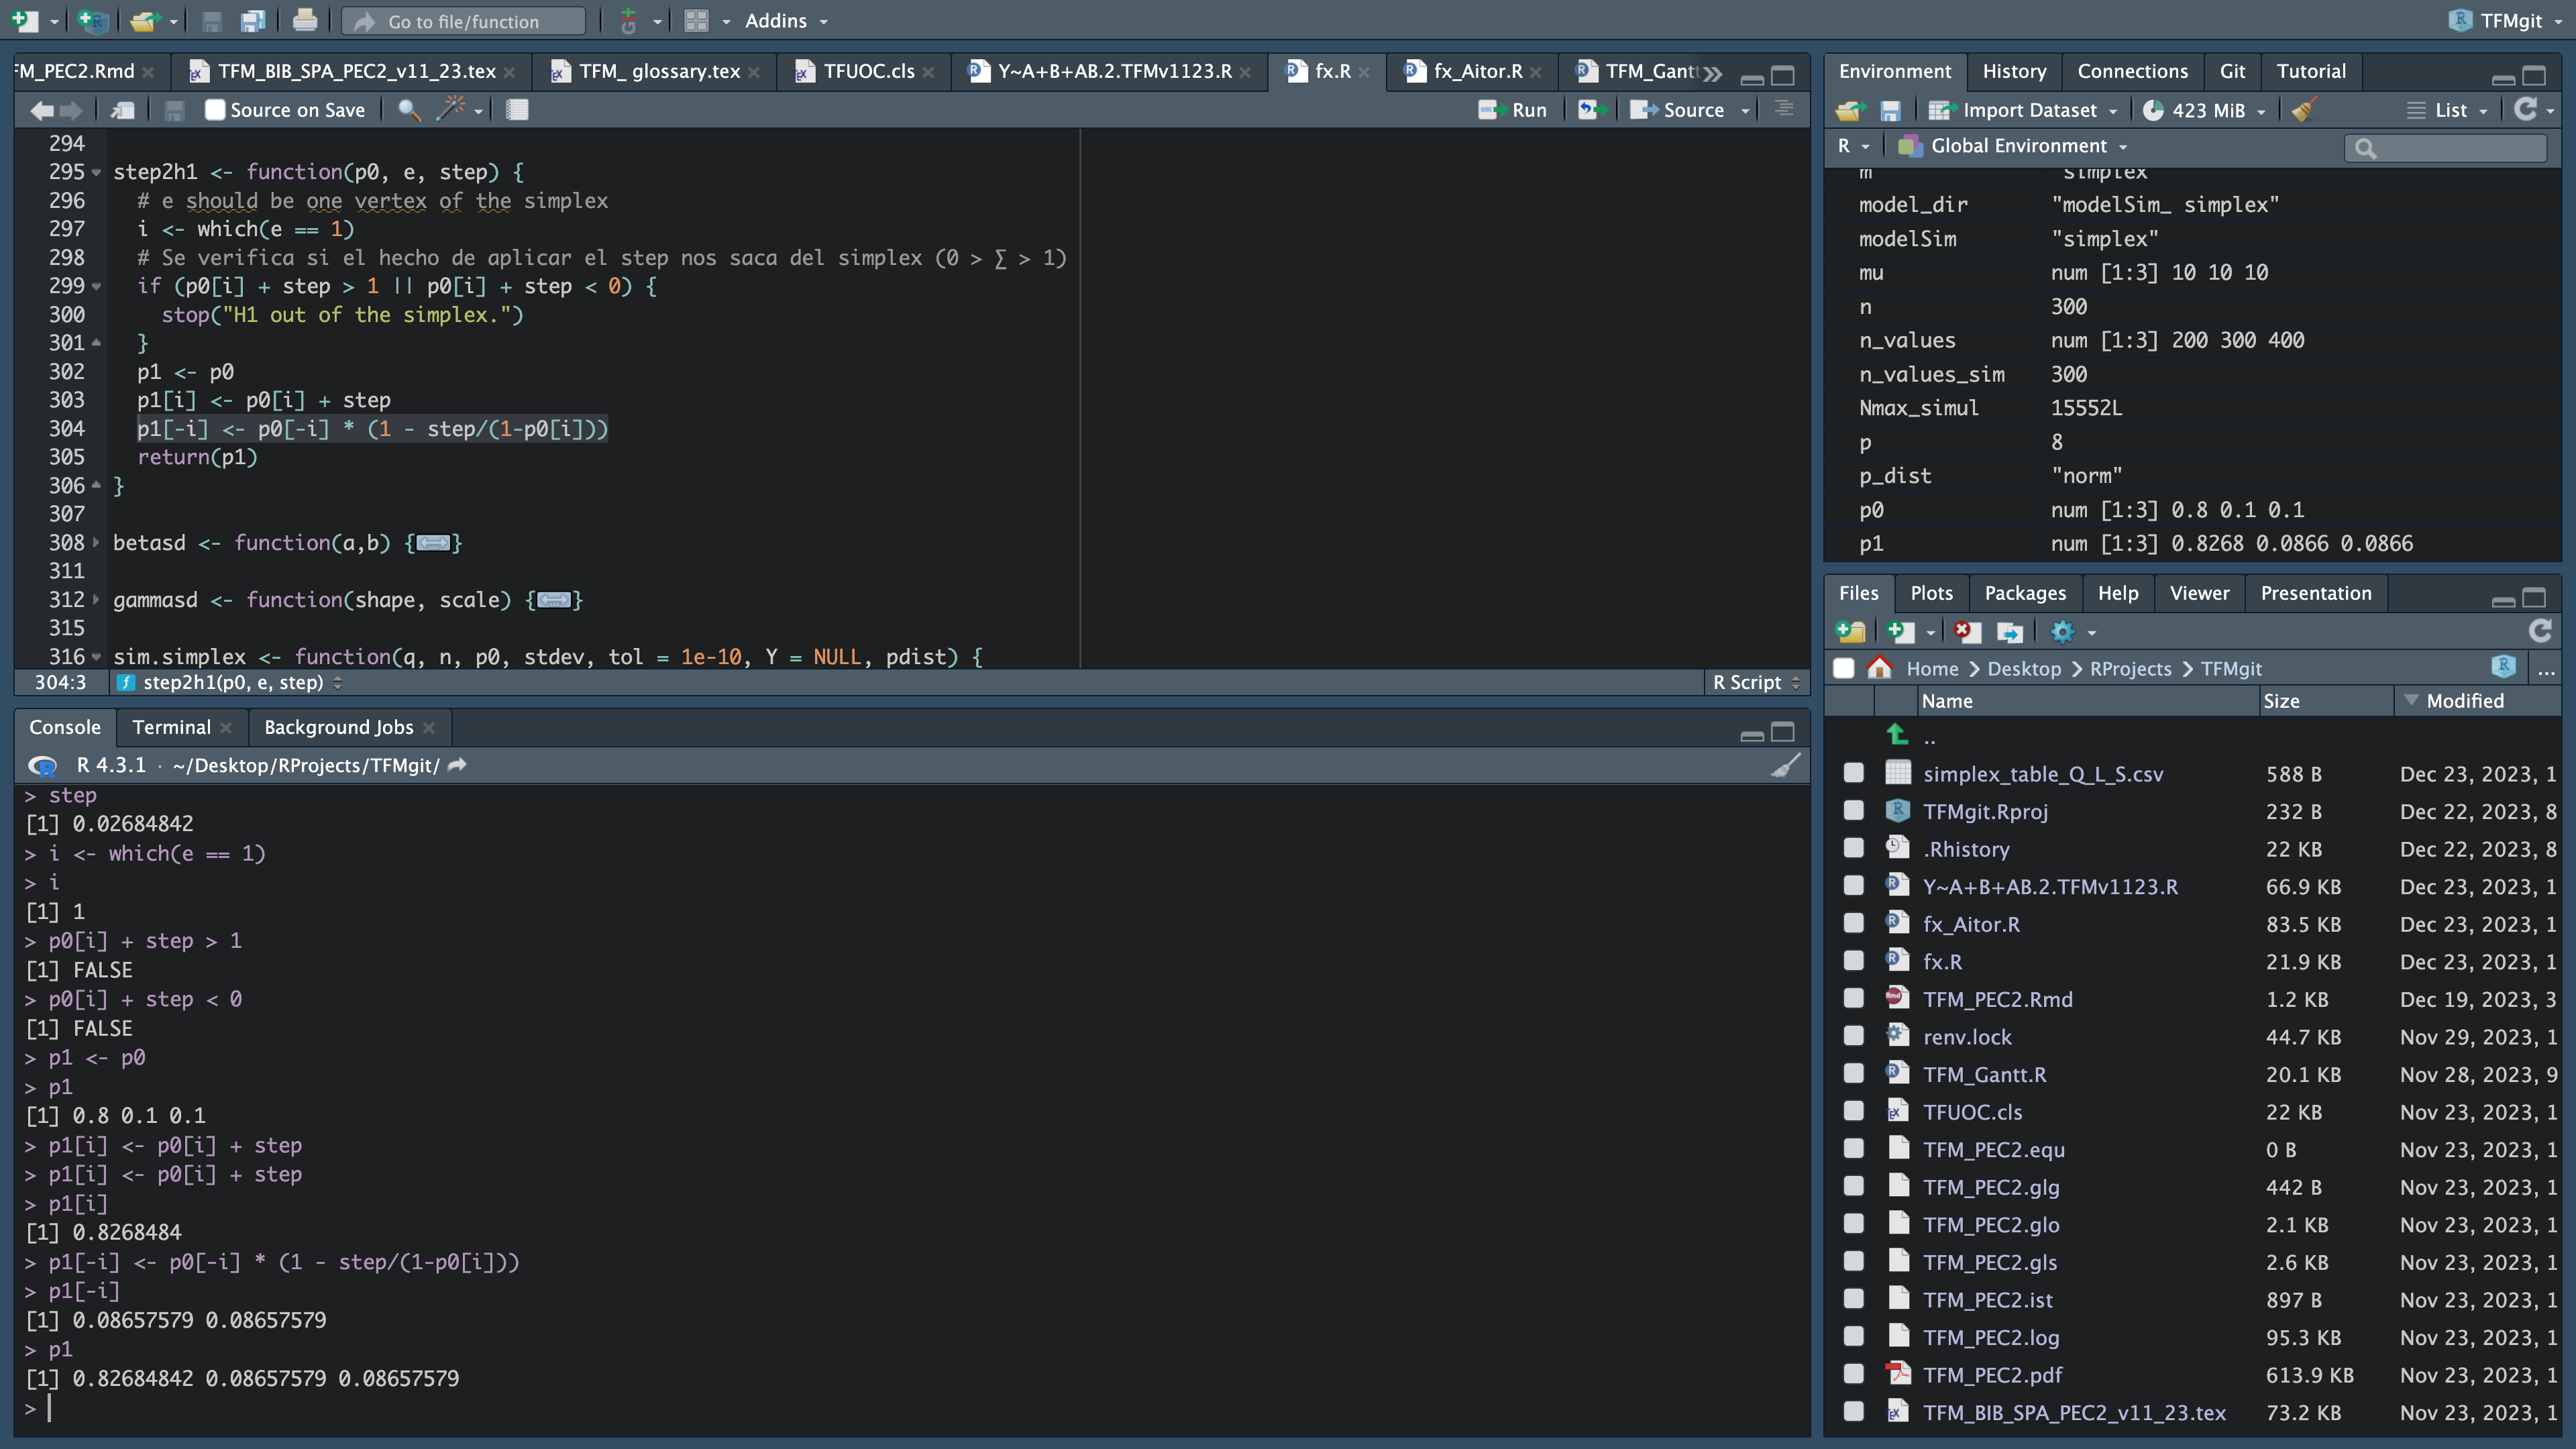 Go to file/function
Addins
TFMgit
FM_PEC2.Rmd
TFM_BIB_SPA_PEC2_v11_23.tex
TFM_ glossary.tex
TFUOC.cls
Y~A+B+AB.2.TFMv1123.R
fx.R
fx_Aitor.R
TFM_Gantt
Source on Save
Run
Source
294
295 step2h1 <- function(p0, e, step) {
296 # e should be one vertex of the simplex
297 i <- which(e == 1)
298 # Se verifica si el hecho de aplicar el step nos saca del simplex (0 > ∑ > 1)
299 if (p0[i] + step > 1 || p0[i] + step < 0) {
300 stop("H1 out of the simplex.")
301 }
302 p1 <- p0
303 p1[i] <- p0[i] + step
304 p1[-i] <- p0[-i] * (1 - step/(1-p0[i]))
305 return(p1)
306 }
307
308 betasd <- function(a,b) {}
311
312 gammasd <- function(shape, scale) {}
315
316 sim.simplex <- function(q, n, p0, stdev, tol = 1e-10, Y = NULL, pdist) {
304:3 step2h1(p0, e, step) R Script
Console
Terminal
Background Jobs
R 4.3.1 · ~/Desktop/RProjects/TFMgit/
> step
[1] 0.02684842
> i <- which(e == 1)
> i
[1] 1
> p0[i] + step > 1
[1] FALSE
> p0[i] + step < 0
[1] FALSE
> p1 <- p0
> p1
[1] 0.8 0.1 0.1
> p1[i] <- p0[i] + step
> p1[i] <- p0[i] + step
> p1[i]
[1] 0.8268484
> p1[-i] <- p0[-i] * (1 - step/(1-p0[i]))
> p1[-i]
[1] 0.08657579 0.08657579
> p1
[1] 0.82684842 0.08657579 0.08657579
>
Environment
History
Connections
Git
Tutorial
Import Dataset
423 MiB
List
R
Global Environment
m "simplex"
model_dir "modelSim_ simplex"
modelSim "simplex"
mu num [1:3] 10 10 10
n 300
n_values num [1:3] 200 300 400
n_values_sim 300
Nmax_simul 15552L
p 8
p_dist "norm"
p0 num [1:3] 0.8 0.1 0.1
p1 num [1:3] 0.8268 0.0866 0.0866
Files
Plots
Packages
Help
Viewer
Presentation
Home > Desktop > RProjects > TFMgit ...
Name Size Modified
..
simplex_table_Q_L_S.csv 588 B Dec 23, 2023, 1
TFMgit.Rproj 232 B Dec 22, 2023, 8
.Rhistory 22 KB Dec 22, 2023, 8
Y~A+B+AB.2.TFMv1123.R 66.9 KB Dec 23, 2023, 1
fx_Aitor.R 83.5 KB Dec 23, 2023, 1
fx.R 21.9 KB Dec 23, 2023, 1
TFM_PEC2.Rmd 1.2 KB Dec 19, 2023, 3
renv.lock 44.7 KB Nov 29, 2023, 1
TFM_Gantt.R 20.1 KB Nov 28, 2023, 9
TFUOC.cls 22 KB Nov 23, 2023, 1
TFM_PEC2.equ 0 B Nov 23, 2023, 1
TFM_PEC2.glg 442 B Nov 23, 2023, 1
TFM_PEC2.glo 2.1 KB Nov 23, 2023, 1
TFM_PEC2.gls 2.6 KB Nov 23, 2023, 1
TFM_PEC2.ist 897 B Nov 23, 2023, 1
TFM_PEC2.log 95.3 KB Nov 23, 2023, 1
TFM_PEC2.pdf 613.9 KB Nov 23, 2023, 1
TFM_BIB_SPA_PEC2_v11_23.tex 73.2 KB Nov 23, 2023, 1